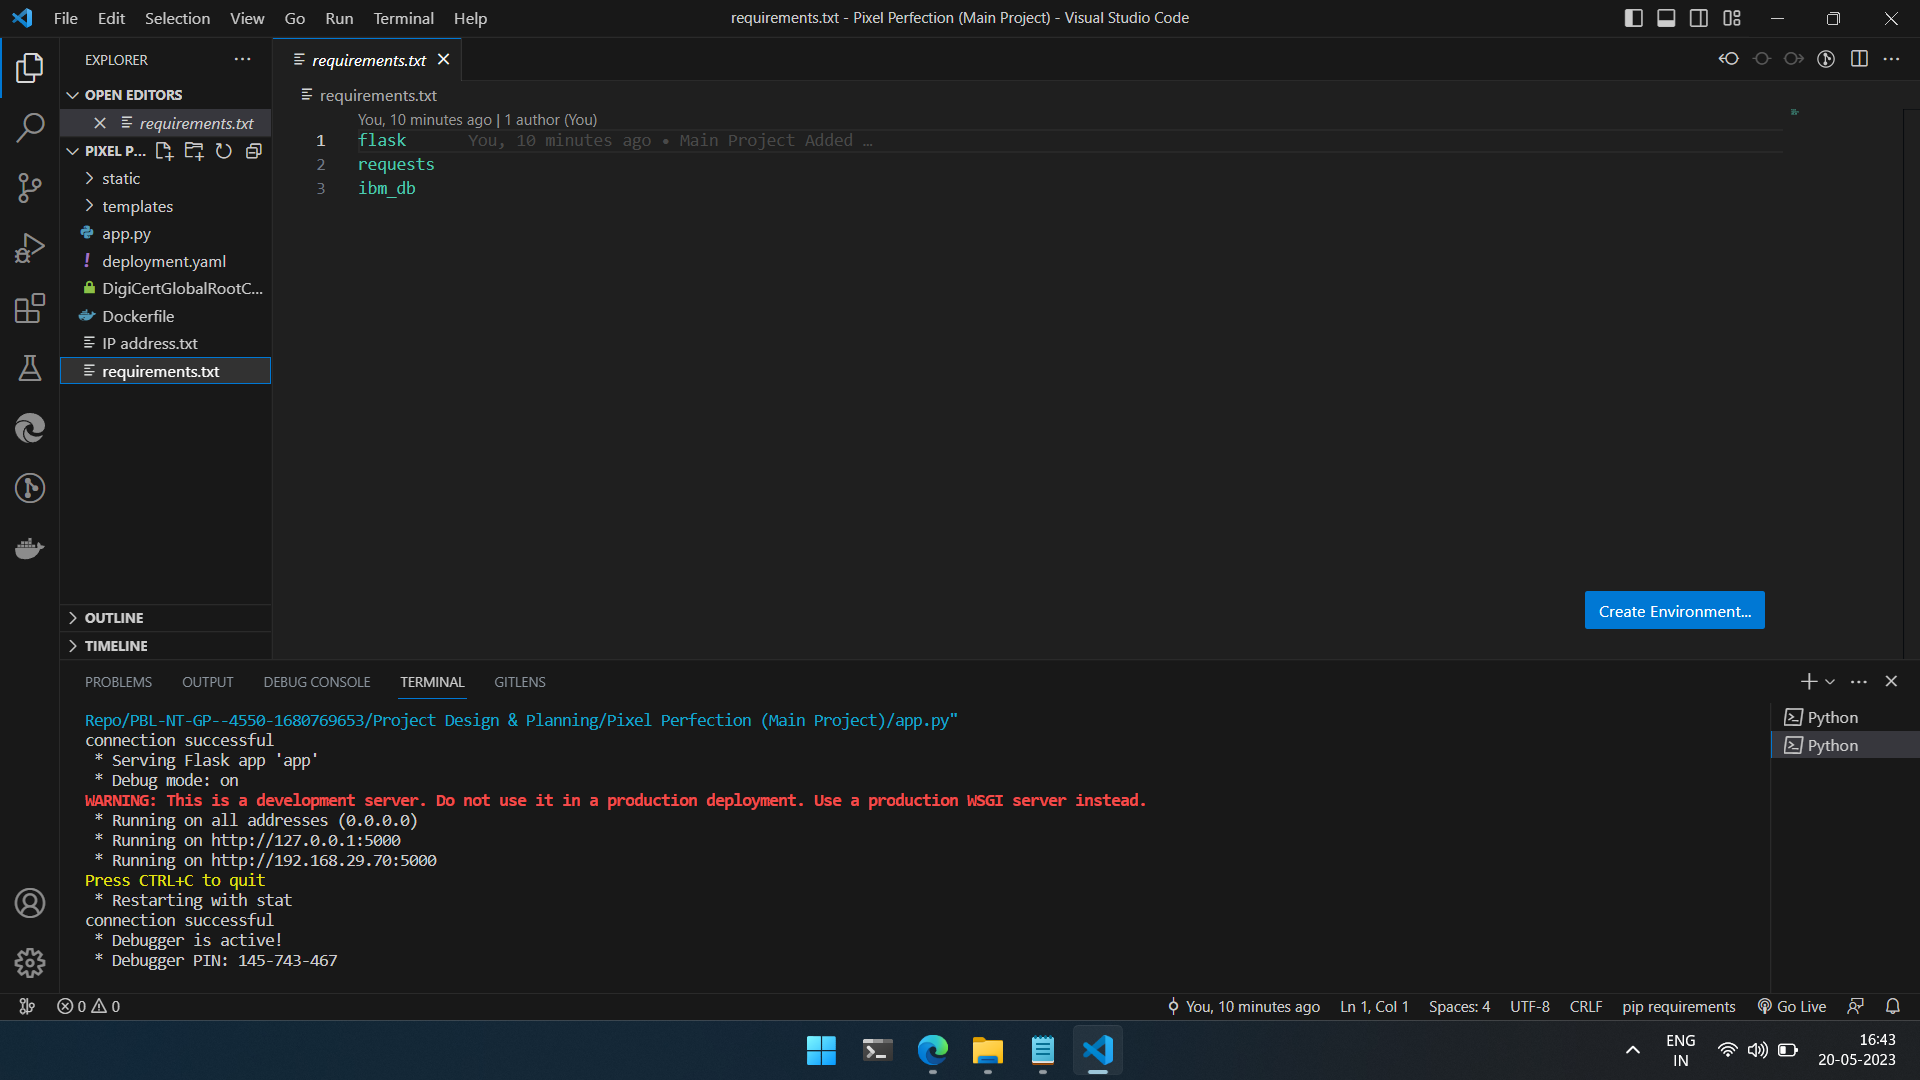 File Edit Selection View Go Run Terminal Help
requirements.txt - Pixel Perfection (Main Project) - Visual Studio Code
EXPLORER
OPEN EDITORS
requirements.txt
PIXEL P...
static
templates
app.py
deployment.yaml
DigiCertGlobalRootC...
Dockerfile
IP address.txt
requirements.txt
OUTLINE
TIMELINE
requirements.txt
requirements.txt
You, 10 minutes ago | 1 author (You)
1 flask You, 10 minutes ago • Main Project Added …
2 requests
3 ibm_db
Create Environment...
PROBLEMS OUTPUT DEBUG CONSOLE TERMINAL GITLENS
Repo/PBL-NT-GP--4550-1680769653/Project Design & Planning/Pixel Perfection (Main Project)/app.py"
connection successful
* Serving Flask app 'app'
* Debug mode: on
WARNING: This is a development server. Do not use it in a production deployment. Use a production WSGI server instead.
* Running on all addresses (0.0.0.0)
* Running on http://127.0.0.1:5000
* Running on http://192.168.29.70:5000
Press CTRL+C to quit
* Restarting with stat
connection successful
* Debugger is active!
* Debugger PIN: 145-743-467
Python
Python
0 0
You, 10 minutes ago Ln 1, Col 1 Spaces: 4 UTF-8 CRLF pip requirements Go Live
ENG
IN
16:43
20-05-2023